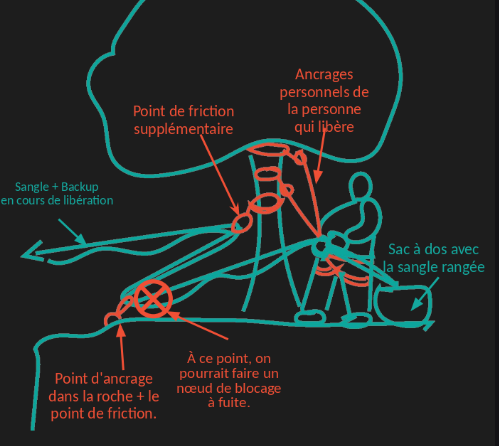 Ancrages
personnels de
la personne
qui libère
Point de friction
supplémentaire
Sangle + Backup
en cours de libération
Sac à dos avec
la sangle rangée
À ce point, on
pourrait faire un
nœud de blocage
à fuite.
Point d'ancrage
dans la roche + le
point de friction.